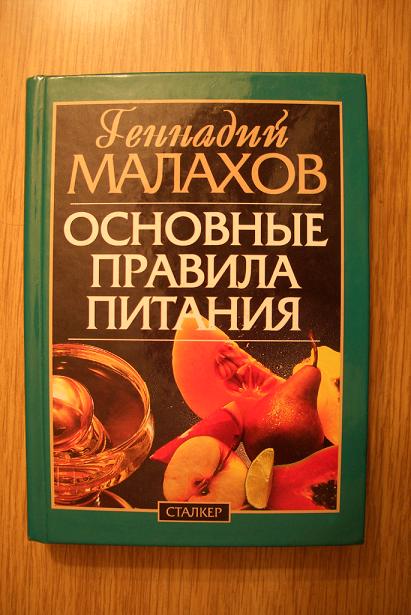 Геннадий
МАЛАХОВ
ОСНОВНЫЕ
ПРАВИЛА
ПИТАНИЯ
СТАЛКЕР